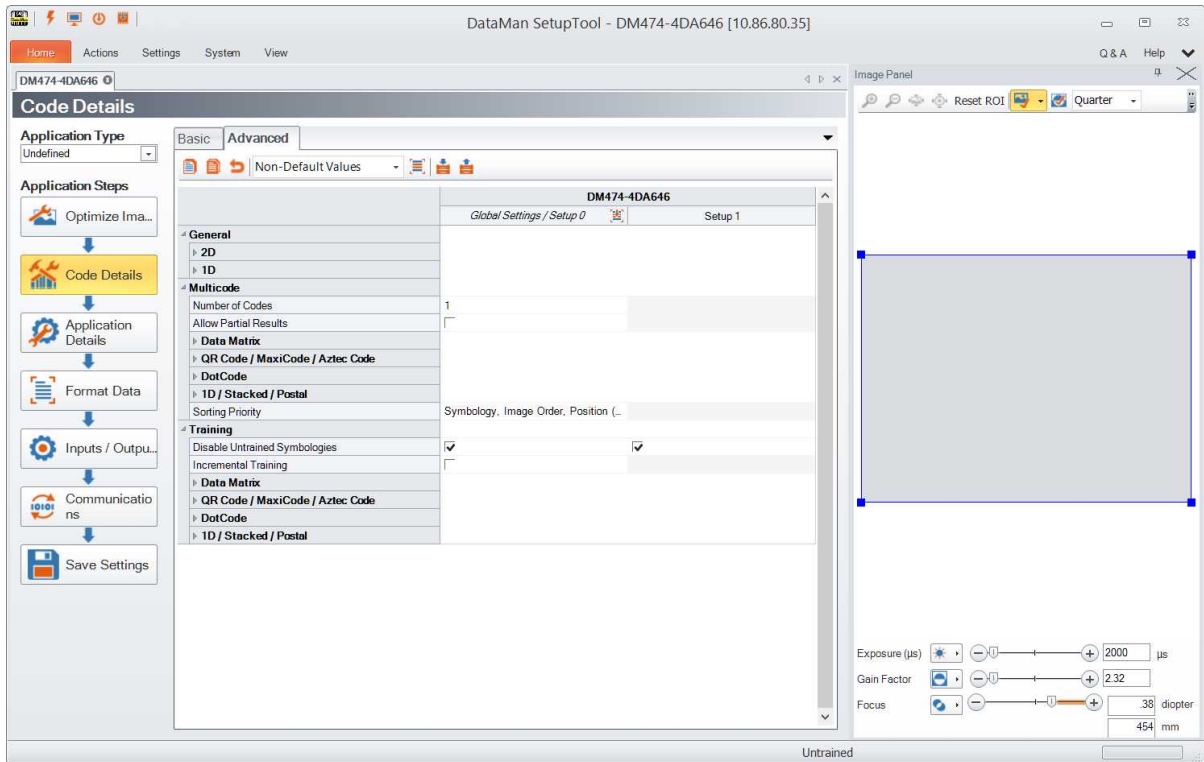 DataMan SetupTool - DM474-4DA646 [10.86.80.35]
Home Actions Settings System View Q & A Help
DM474-4DA646
Code Details
Application Type
Undefined
Application Steps
Optimize Ima...
Code Details
Application
Details
Format Data
Inputs / Outpu...
Communicatio
ns
Save Settings
Basic Advanced
Non-Default Values
DM474-4DA646
Global Settings / Setup 0 Setup 1
General
2D
1D
Multicode
Number of Codes 1
Allow Partial Results
Data Matrix
QR Code / MaxiCode / Aztec Code
DotCode
1D / Stacked / Postal
Sorting Priority Symbology, Image Order, Position (...
Training
Disable Untrained Symbologies
Incremental Training
Data Matrix
QR Code / MaxiCode / Aztec Code
DotCode
1D / Stacked / Postal
Image Panel
Reset ROI Quarter
Exposure (µs) 2000 µs
Gain Factor 2.32
Focus .38 diopter
454 mm
Untrained